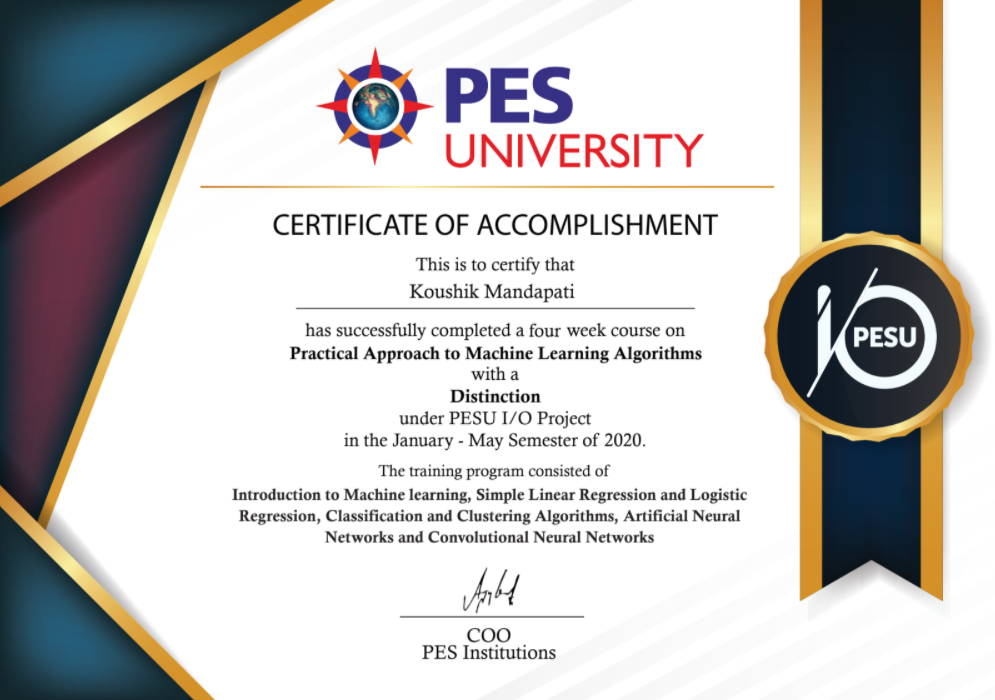 PES
UNIVERSITY
CERTIFICATE OF ACCOMPLISHMENT
This is to certify that
Koushik Mandapati
has successfully completed a four week course on
Practical Approach to Machine Learning Algorithms
with a
Distinction
under PESU I/O Project
in the January - May Semester of 2020.
The training program consisted of
Introduction to Machine learning, Simple Linear Regression and Logistic
Regression, Classification and Clustering Algorithms, Artificial Neural
Networks and Convolutional Neural Networks
COO
PES Institutions
I/O
PESU